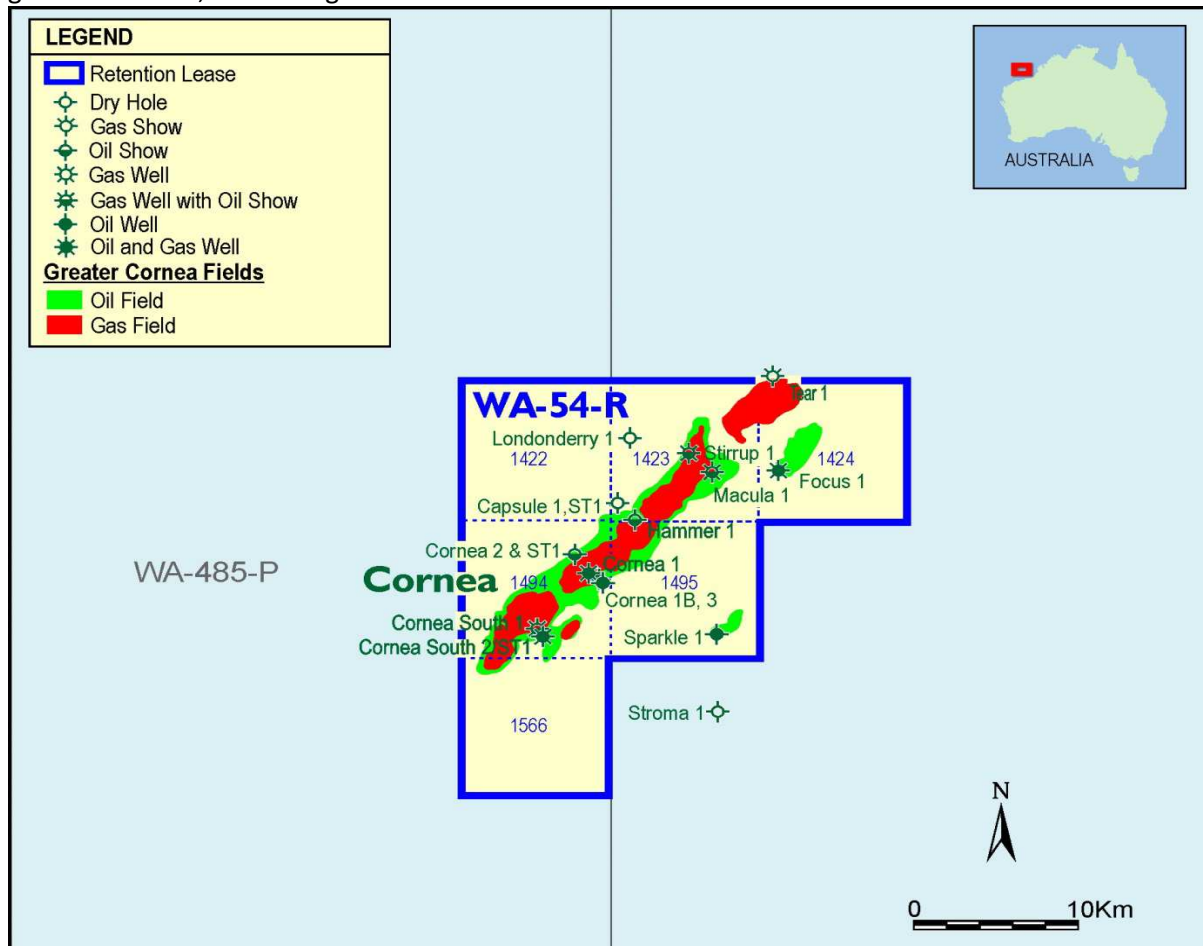 LEGEND
Retention Lease
Dry Hole
Gas Show
Oil Show
Gas Well
Gas Well with Oil Show
Oil Well
Oil and Gas Well
Greater Cornea Fields
Oil Field
Gas Field
AUSTRALIA
WA-54-R
Tear 1
Londonderry 1
1422
1423
Stirrup 1
1424
Macula 1
Focus 1
Capsule 1,ST1
Hammer 1
Cornea 2 & ST1
Cornea 1
WA-485-P
Cornea
1494
1495
Cornea 1B, 3
Cornea South 1
Cornea South 2/ST1
Sparkle 1
1566
Stroma 1
N
0 10Km